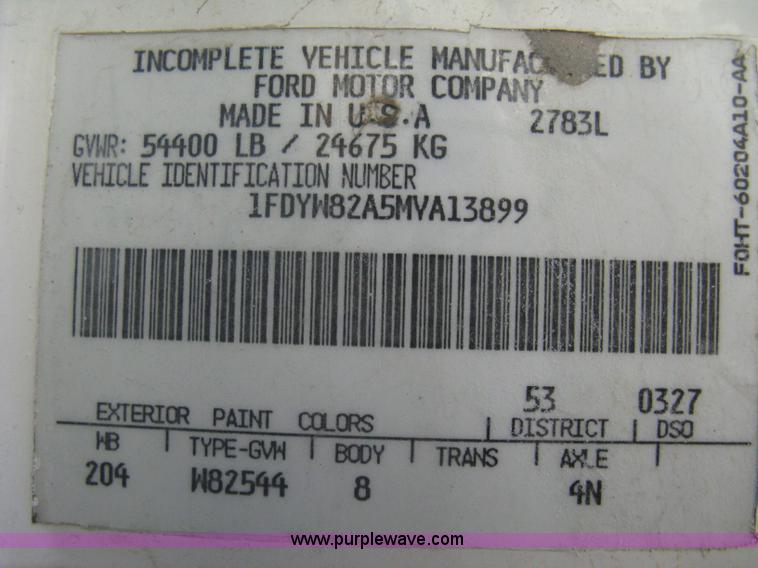 INCOMPLETE VEHICLE MANUFAC ED BY
FORD MOTOR COMPANY
MADE IN U.S.A 2783L
GVWR: 54400 LB / 24675 KG
VEHICLE IDENTIFICATION NUMBER
1FDYW82A5MVA13899
F0HT-60204A10-AA
53 0327
EXTERIOR PAINT COLORS | DISTRICT | DSO
WB | TYPE-GVW | BODY | TRANS | AXLE |
204 W82544 8 4N
www.purplewave.com